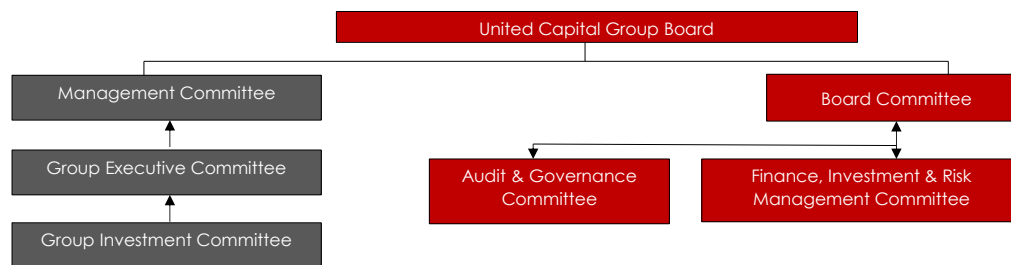 United Capital Group Board
Management Committee
Board Committee
Group Executive Committee
Audit & Governance
Committee
Finance, Investment & Risk
Management Committee
Group Investment Committee